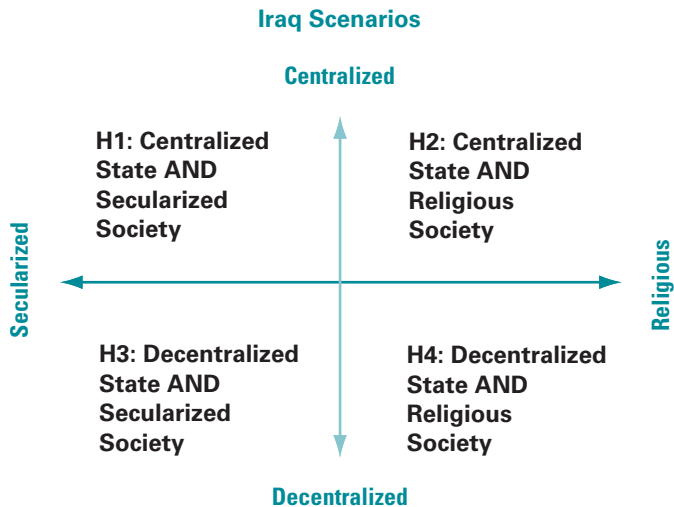 Iraq Scenarios
Centralized
H1: Centralized
State AND
Secularized
Society
H2: Centralized
State AND
Religious
Society
Secularized
Religious
H3: Decentralized
State AND
Secularized
Society
H4: Decentralized
State AND
Religious
Society
Decentralized